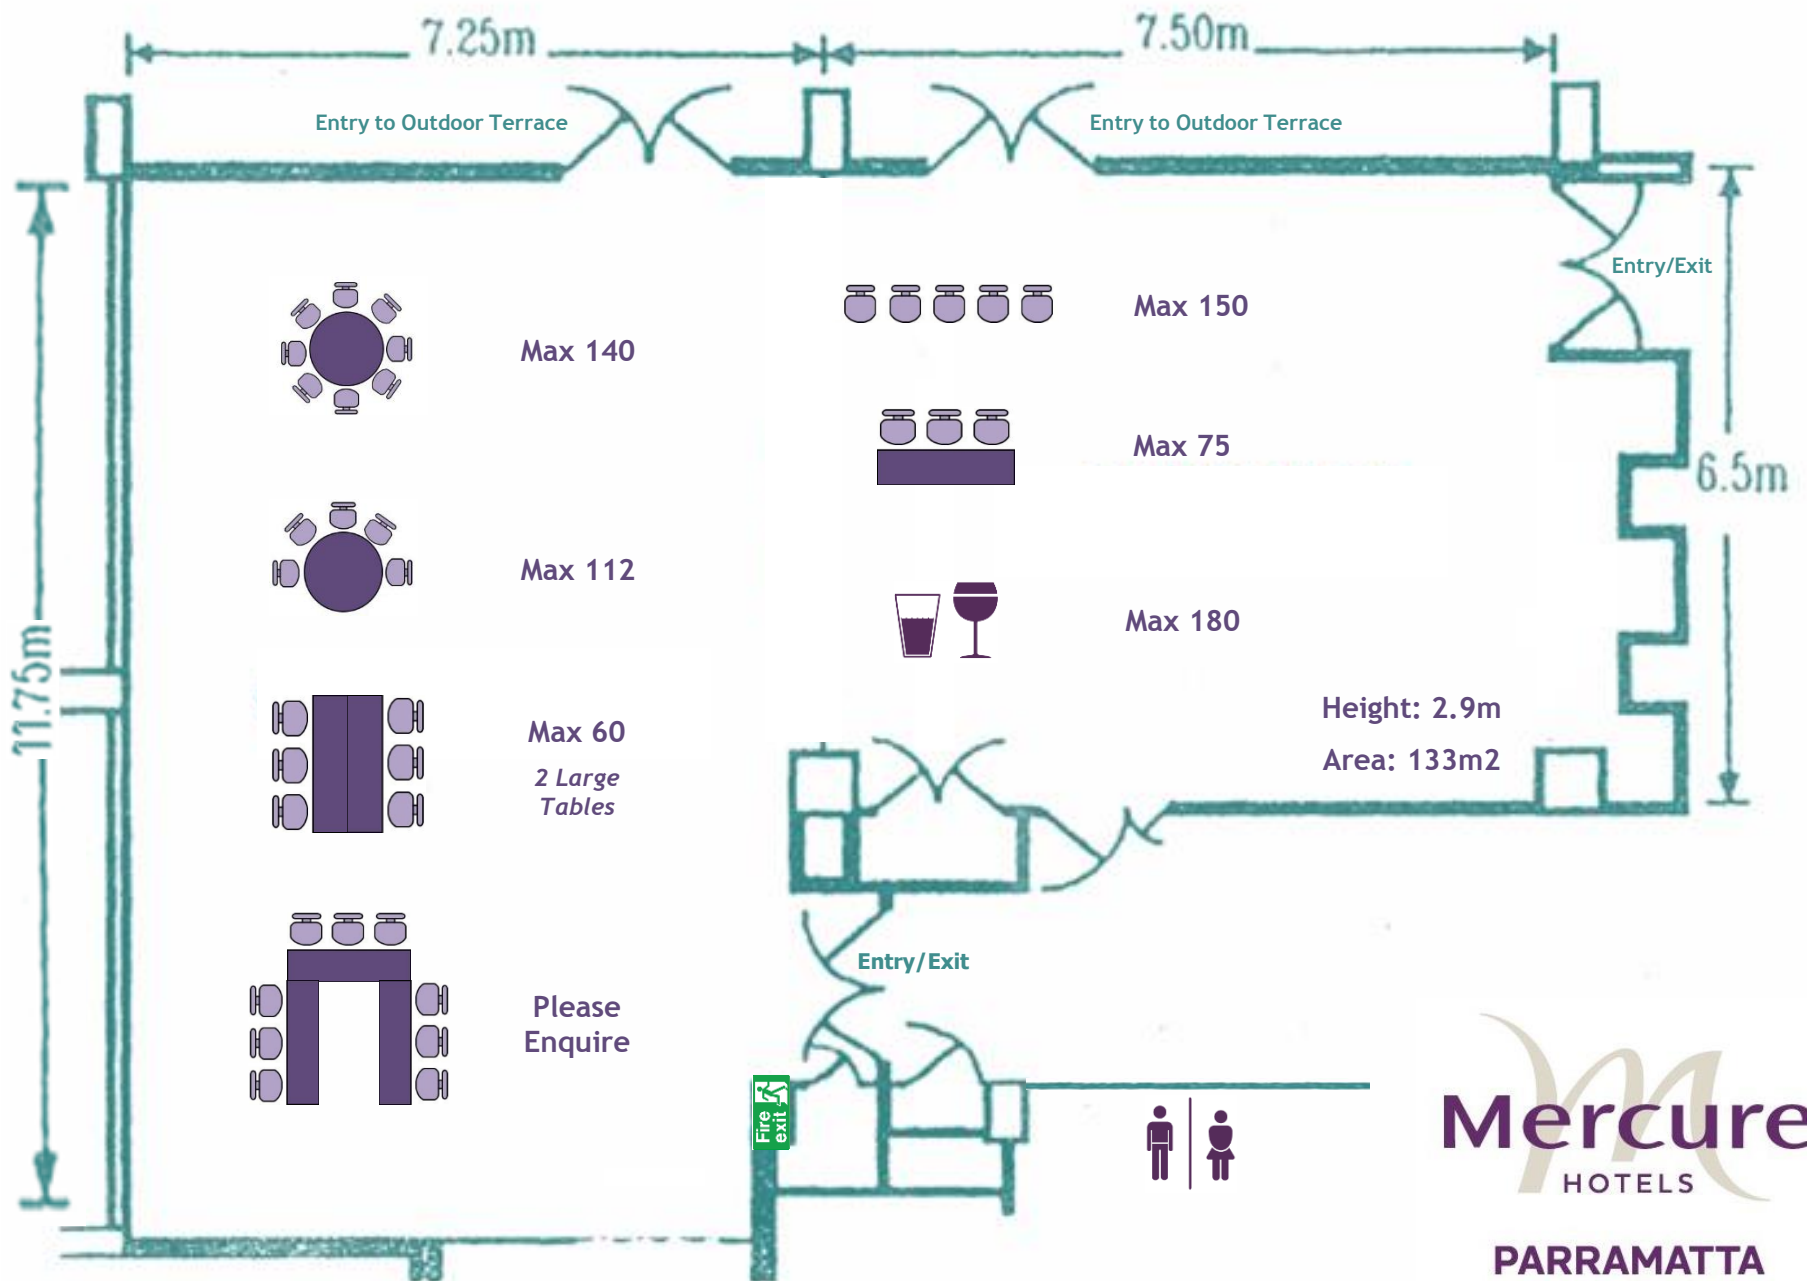 7.25m
7.50m
Entry to Outdoor Terrace
Entry to Outdoor Terrace
Entry/Exit
Max 140
Max 150
Max 75
6.5m
Max 112
Max 180
11.75m
Max 60
2 Large
Tables
Height: 2.9m
Area: 133m2
Entry/Exit
Please
Enquire
Fire
exit
Mercure
HOTELS
PARRAMATTA